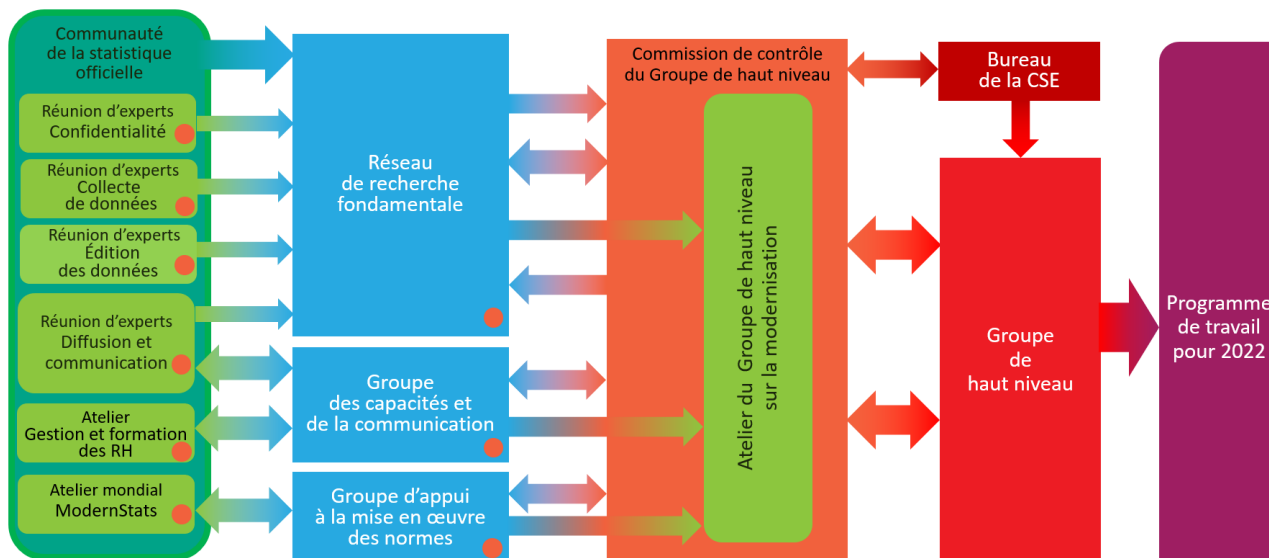 Communauté
de la statistique
officielle
Réunion d’experts
Confidentialité
Réunion d’experts
Collecte
de données
Réunion d’experts
Édition
des données
Réunion d’experts
Diffusion et
communication
Atelier
Gestion et formation
des RH
Atelier mondial
ModernStats
Réseau
de recherche
fondamentale
Groupe
des capacités et
de la communication
Groupe d’appui
à la mise en œuvre
des normes
Commission de contrôle
du Groupe de haut niveau
Atelier du Groupe de haut niveau
sur la modernisation
Bureau
de la CSE
Groupe
de
haut niveau
Programme
de travail
pour 2022